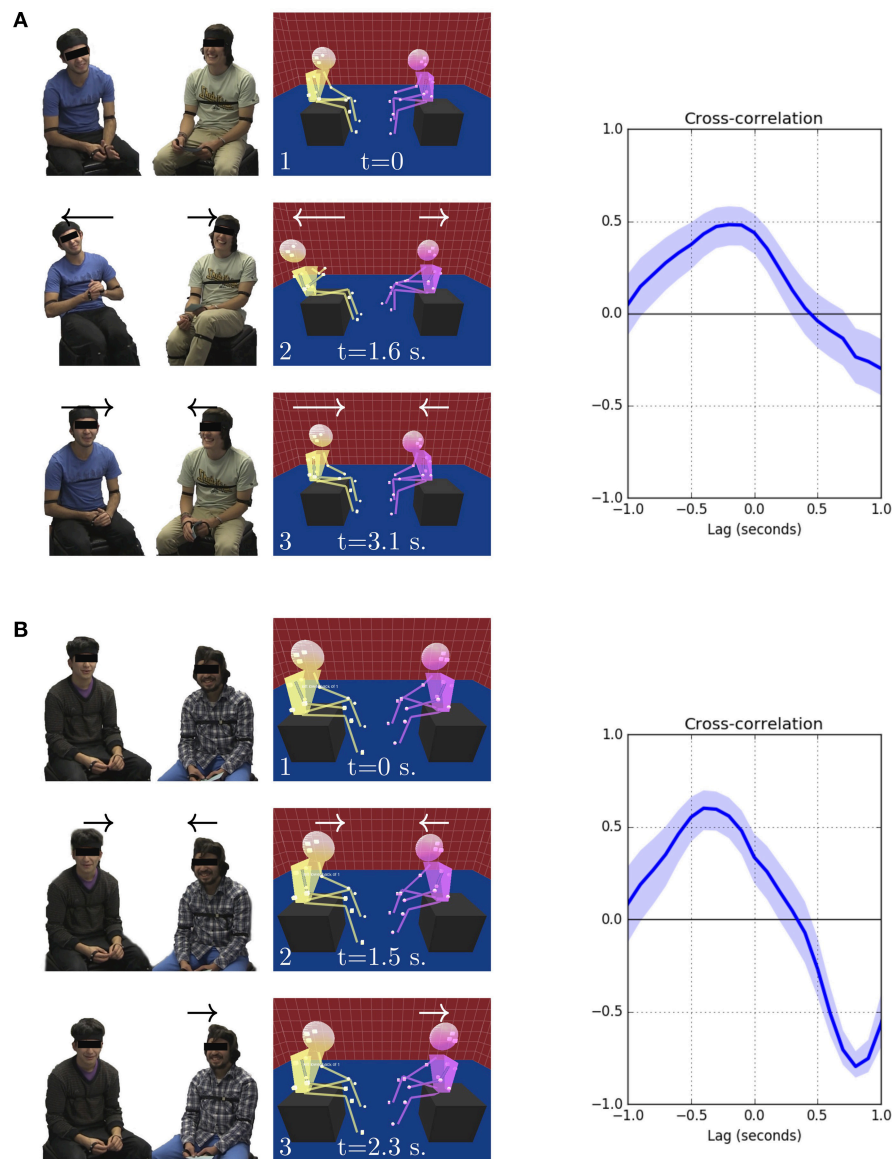 A
1 t=0
2 t=1.6 s.
3 t=3.1 s.
Cross-correlation
1.0
0.5
0.0
−0.5
−1.0
−1.0 −0.5 0.0 0.5 1.0
Lag (seconds)
B
1 t=0 s.
2 t=1.5 s.
3 t=2.3 s.
Cross-correlation
1.0
0.5
0.0
−0.5
−1.0
−1.0 −0.5 0.0 0.5 1.0
Lag (seconds)